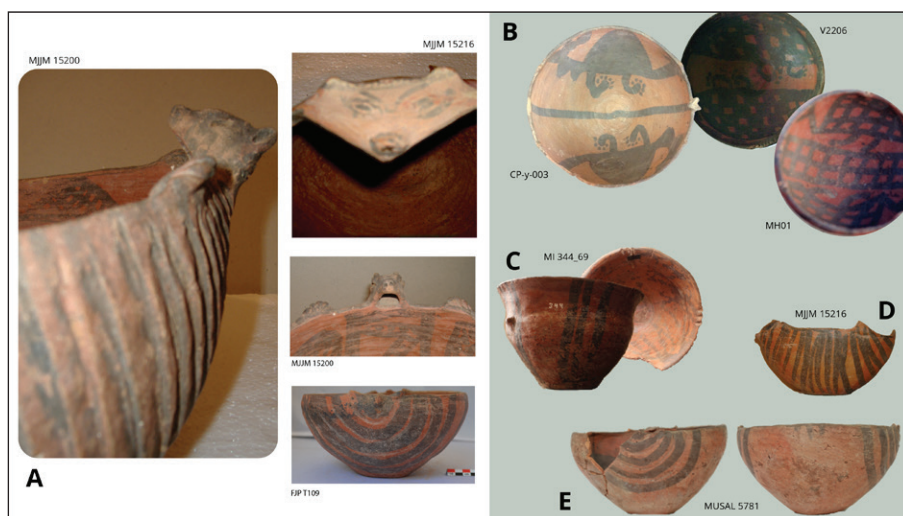 MJJM 15200
MJJM 15216
MJJM 15200
FJP T109
A
B
V2206
CP-y-003
MH01
C
MI 344_69
MJJM 15216
D
E
MUSAL 5781